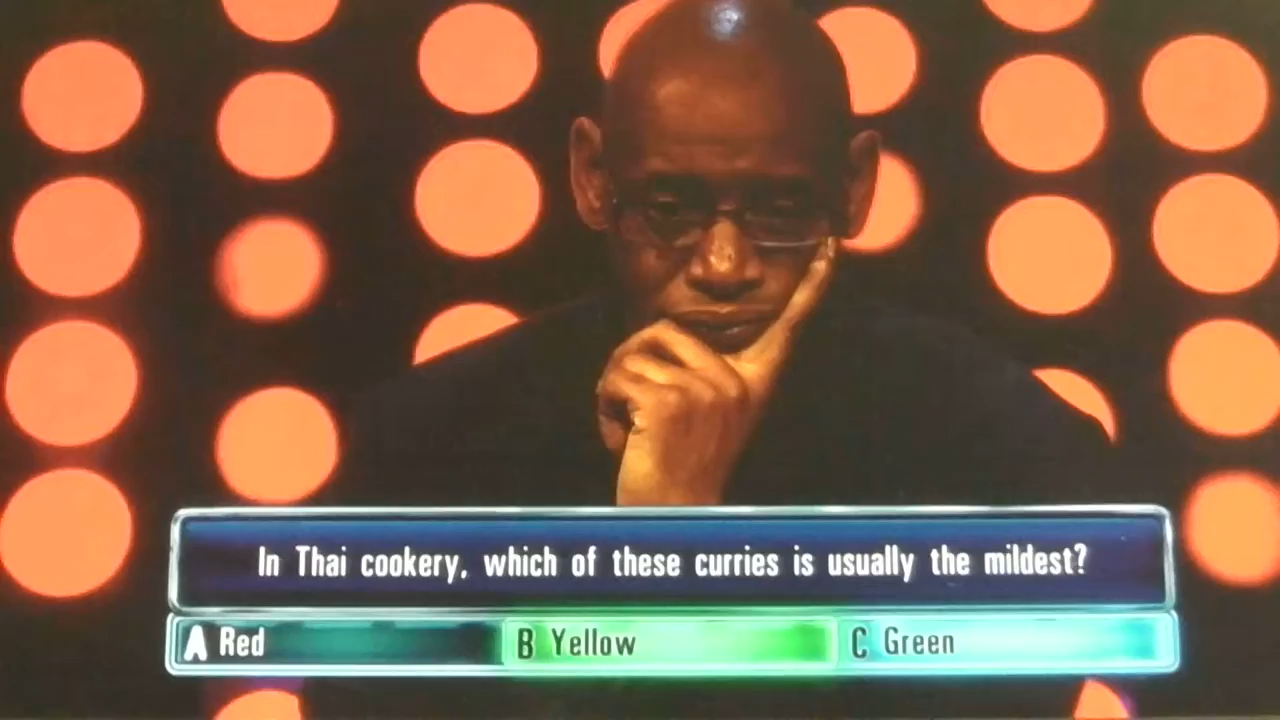 In Thai cookery, which of these curries is usually the mildest?
A Red
B Yellow
C Green